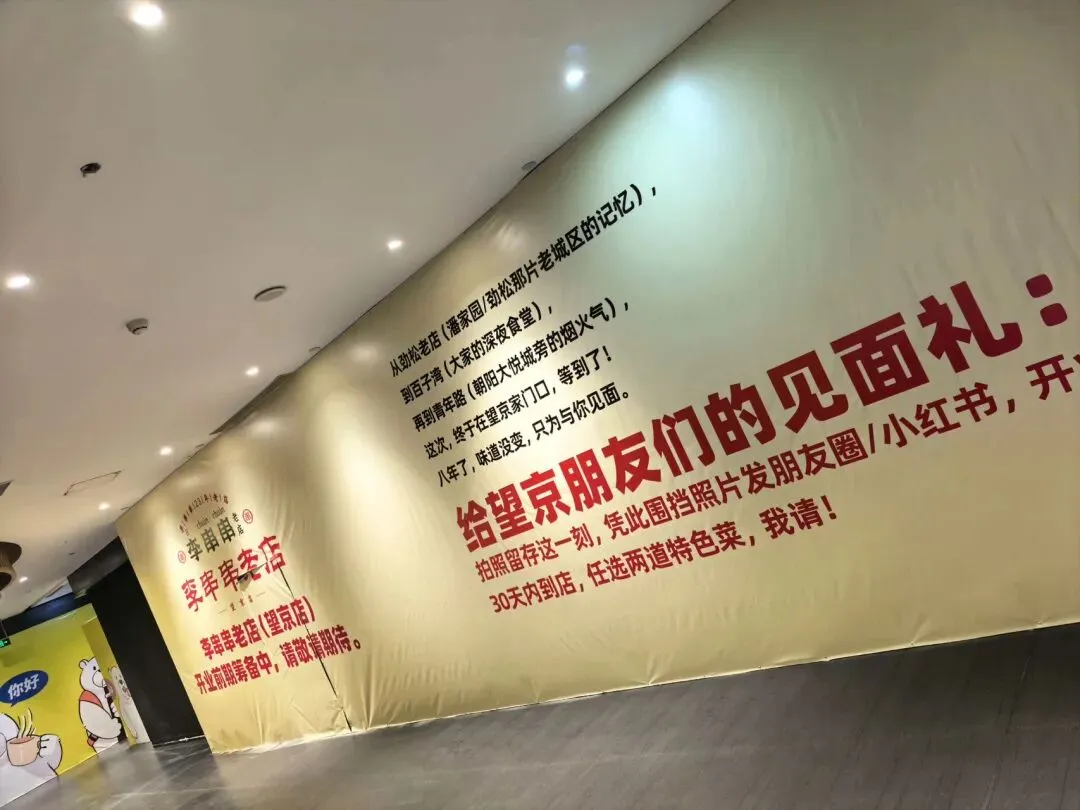 从劲松老店(潘家园/劲松那片老城区的记忆),
到百子湾(大家的深夜食堂),
再到青年路(朝阳大悦城旁的烟火气),
这次,终于在望京家门口,等到了!
八年了,味道没变,只为与你见面。
给望京朋友们的见面礼:
拍照留存这一刻,凭此围挡照片发朋友圈/小红书,开业
30天内到店,任选两道特色菜,我请!
chuàn chuàn
李串串老店
李串串老店
李串串老店(望京店)
开业前期筹备中,请敬请期待。
你好